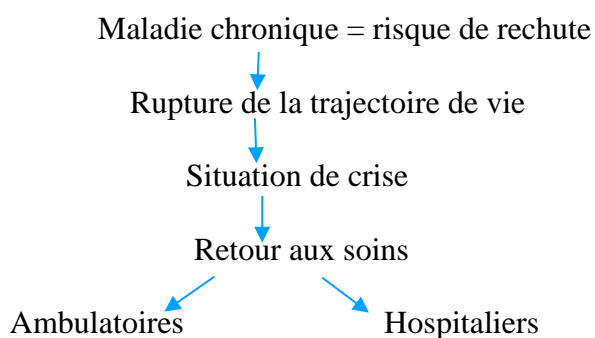 Maladie chronique = risque de rechute
Rupture de la trajectoire de vie
Situation de crise
Retour aux soins
Ambulatoires Hospitaliers